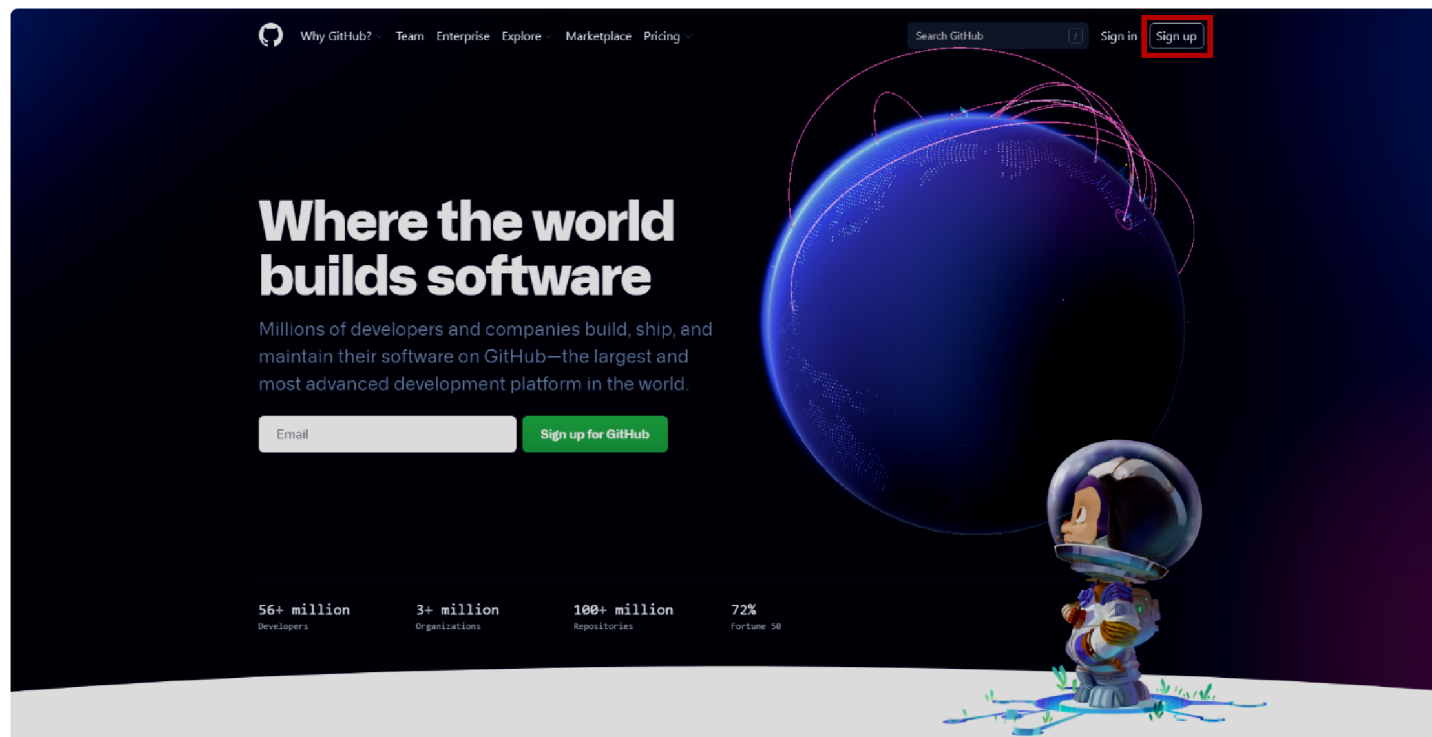 Why GitHub? Team Enterprise Explore Marketplace Pricing Search GitHub / Sign in Sign up
Where the world
builds software
Millions of developers and companies build, ship, and
maintain their software on GitHub—the largest and
most advanced development platform in the world.
Email Sign up for GitHub
56+ million 3+ million 100+ million 72%
Developers Organizations Repositories Fortune 50